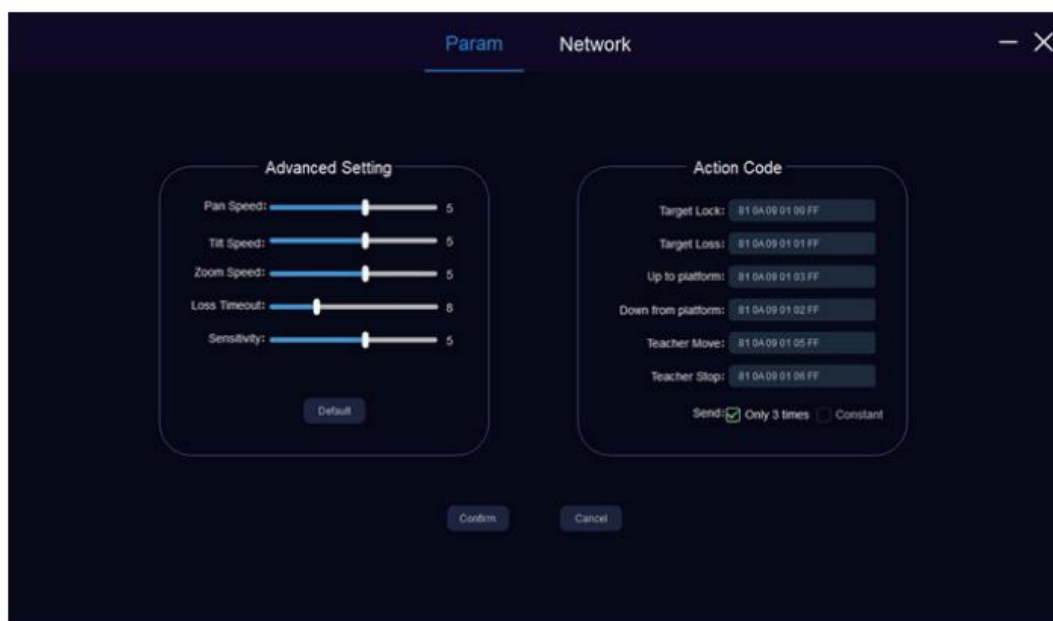 Param
Network
Advanced Setting
Pan Speed: 5
Tilt Speed: 5
Zoom Speed: 5
Loss Timeout: 8
Sensitivity: 5
Default
Action Code
Target Lock: 81 0A 09 01 00 FF
Target Loss: 81 0A 09 01 01 FF
Up to platform: 81 0A 09 01 03 FF
Down from platform: 81 0A 09 01 02 FF
Teacher Move: 81 0A 09 01 05 FF
Teacher Stop: 81 0A 09 01 06 FF
Send: Only 3 times Constant
Confirm
Cancel